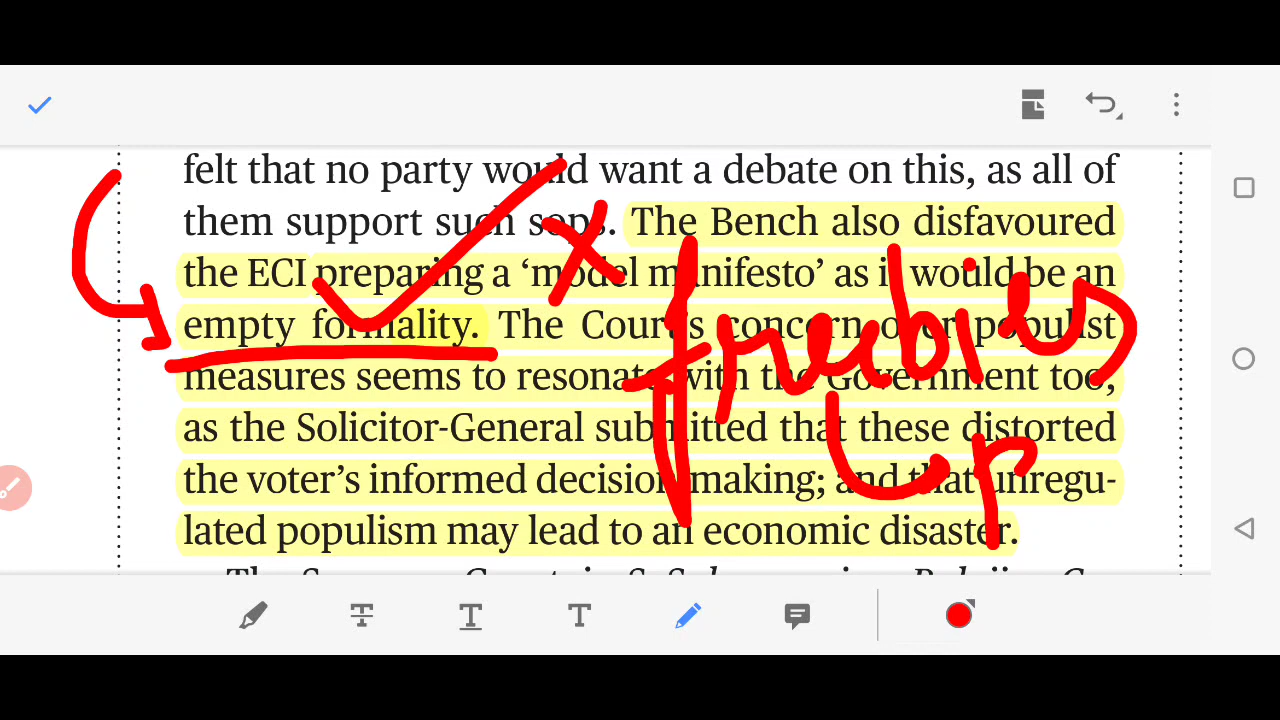 felt that no party would want a debate on this, as all of
them support such sops. The Bench also disfavoured
the ECI preparing a ‘model manifesto’ as it would be an
empty formality. The Court’s concern over populist
measures seems to resonate with the Government too,
as the Solicitor-General submitted that these distorted
the voter’s informed decision making; and that unregu-
lated populism may lead to an economic disaster.
freebies